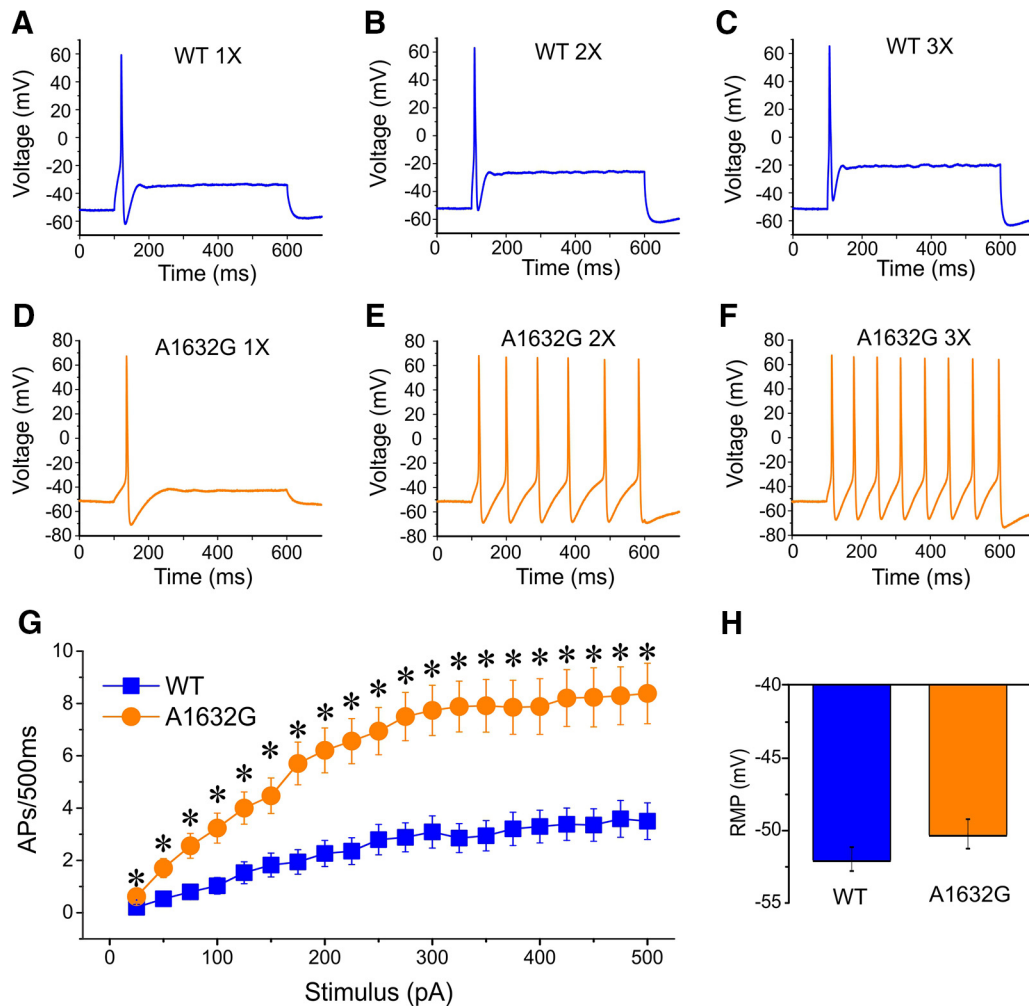 A
WT 1X
Voltage (mV)
60
40
20
0
-20
-40
-60
0 200 400 600
Time (ms)
B
WT 2X
Voltage (mV)
60
40
20
0
-20
-40
-60
0 200 400 600
Time (ms)
C
WT 3X
Voltage (mV)
60
40
20
0
-20
-40
-60
0 200 400 600
Time (ms)
D
A1632G 1X
Voltage (mV)
80
60
40
20
0
-20
-40
-60
-80
0 200 400 600
Time (ms)
E
A1632G 2X
Voltage (mV)
80
60
40
20
0
-20
-40
-60
-80
0 200 400 600
Time (ms)
F
A1632G 3X
Voltage (mV)
80
60
40
20
0
-20
-40
-60
-80
0 200 400 600
Time (ms)
G
WT
A1632G
APs/500ms
10
8
6
4
2
0
* * * * * * * * * * * * * * * * * * * *
0 100 200 300 400 500
Stimulus (pA)
H
RMP (mV)
-40
-45
-50
-55
WT
A1632G